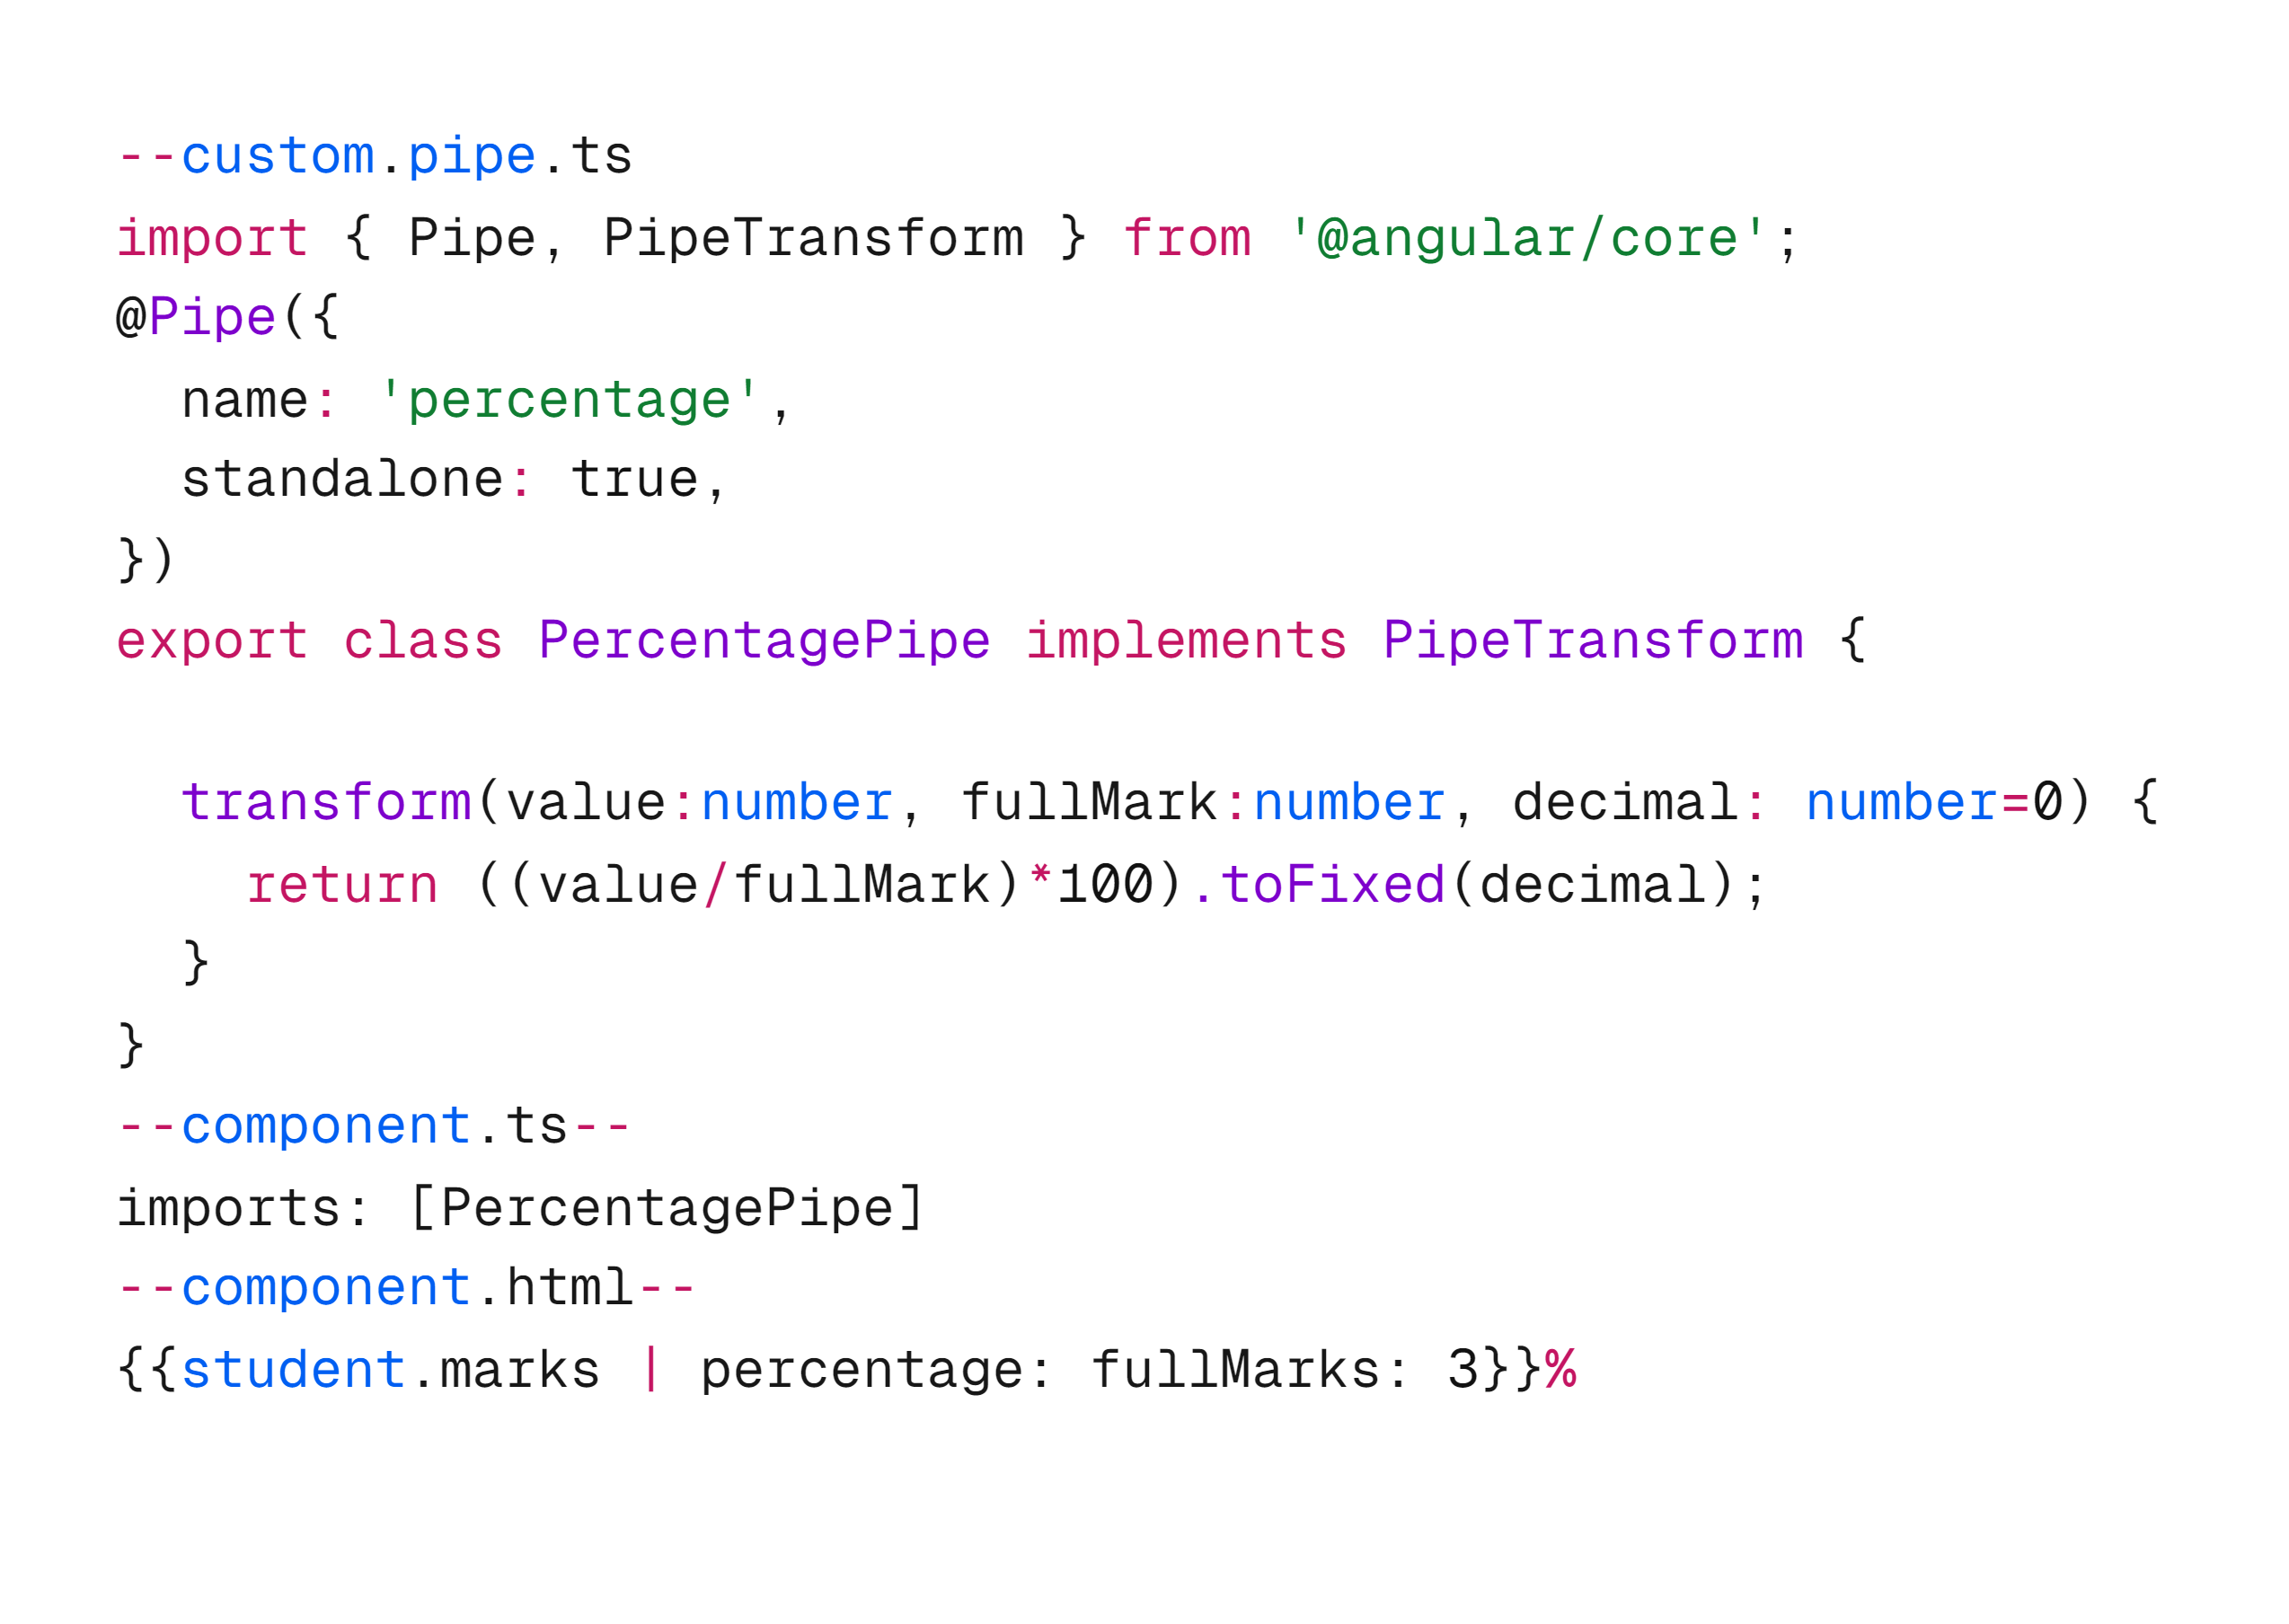 --custom.pipe.ts
import { Pipe, PipeTransform } from '@angular/core';
@Pipe({
  name: 'percentage',
  standalone: true,
})
export class PercentagePipe implements PipeTransform {

  transform(value:number, fullMark:number, decimal: number=0) {
    return ((value/fullMark)*100).toFixed(decimal);
  }
}
--component.ts--
imports: [PercentagePipe]
--component.html--
{{student.marks | percentage: fullMarks: 3}}%